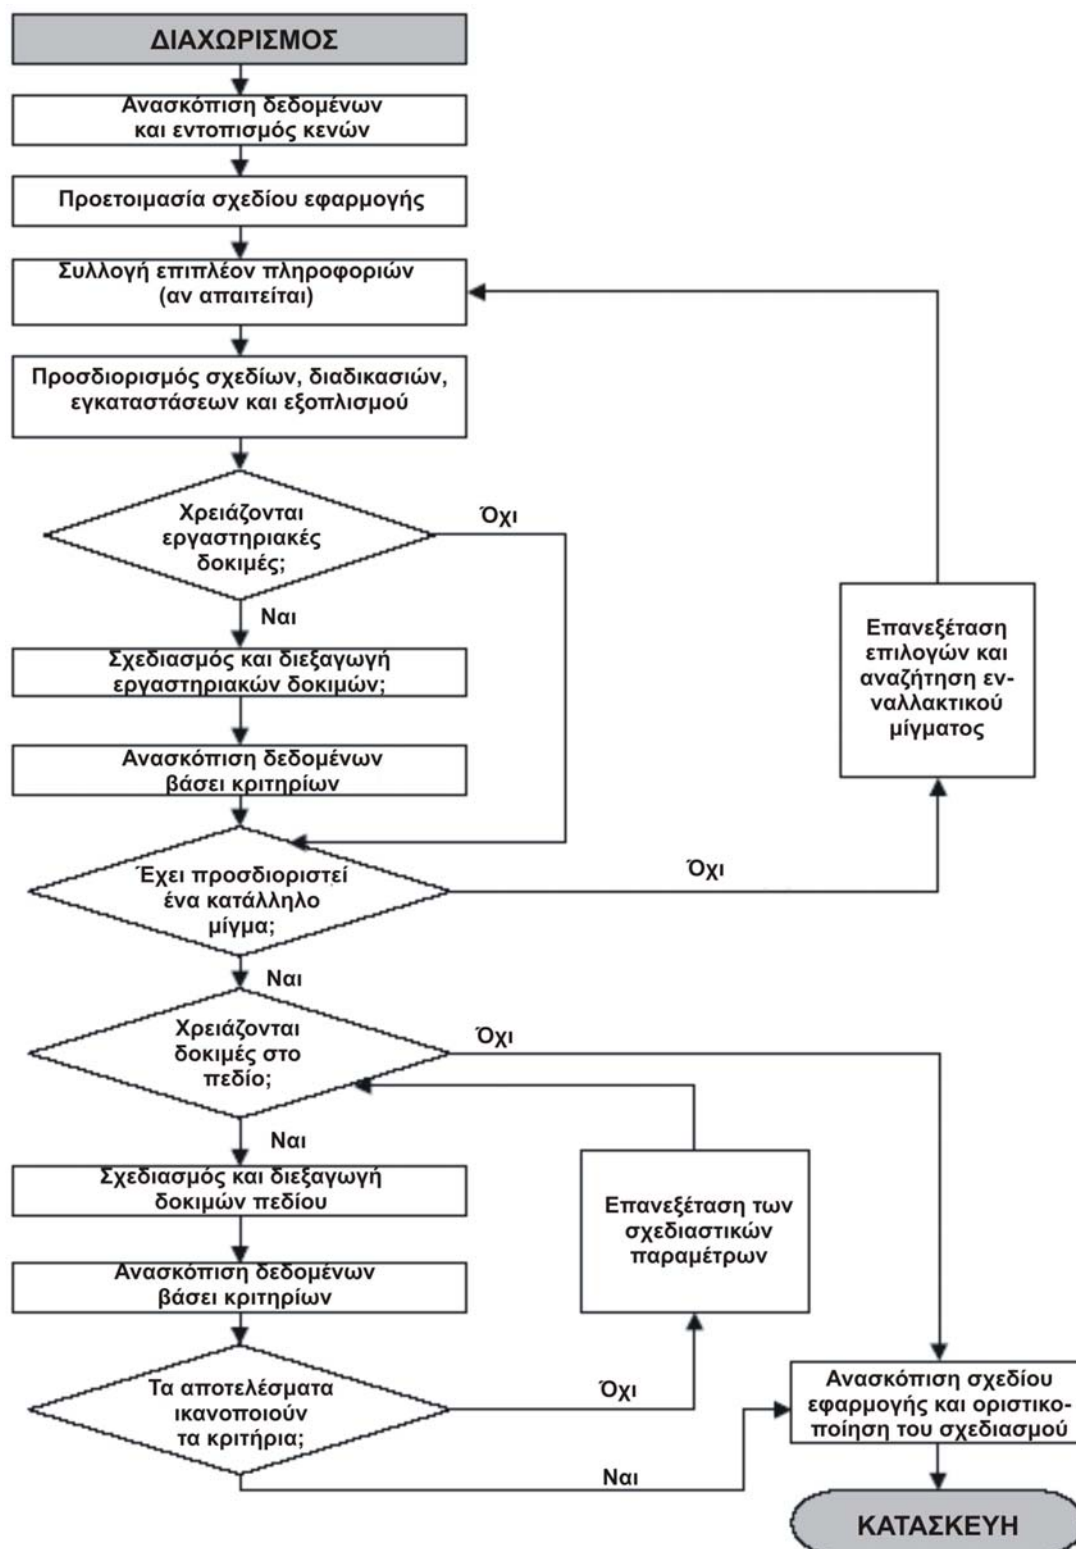 ΔΙΑΧΩΡΙΣΜΟΣ
Ανασκόπιση δεδομένων
και εντοπισμός κενών
Προετοιμασία σχεδίου εφαρμογής
Συλλογή επιπλέον πληροφοριών
(αν απαιτείται)
Προσδιορισμός σχεδίων, διαδικασιών,
εγκαταστάσεων και εξοπλισμού
Χρειάζονται
εργαστηριακές
δοκιμές;
Όχι
Ναι
Σχεδιασμός και διεξαγωγή
εργαστηριακών δοκιμών;
Ανασκόπιση δεδομένων
βάσει κριτηρίων
Επανεξέταση
επιλογών και
αναζήτηση εν-
ναλλακτικού
μίγματος
Έχει προσδιοριστεί
ένα κατάλληλο
μίγμα;
Όχι
Ναι
Χρειάζονται
δοκιμές στο
πεδίο;
Όχι
Ναι
Σχεδιασμός και διεξαγωγή
δοκιμών πεδίου
Επανεξέταση των
σχεδιαστικών
παραμέτρων
Ανασκόπιση δεδομένων
βάσει κριτηρίων
Τα αποτελέσματα
ικανοποιούν
τα κριτήρια;
Όχι
Ναι
Ανασκόπιση σχεδίου
εφαρμογής και οριστικο-
ποίηση του σχεδιασμού
ΚΑΤΑΣΚΕΥΗ